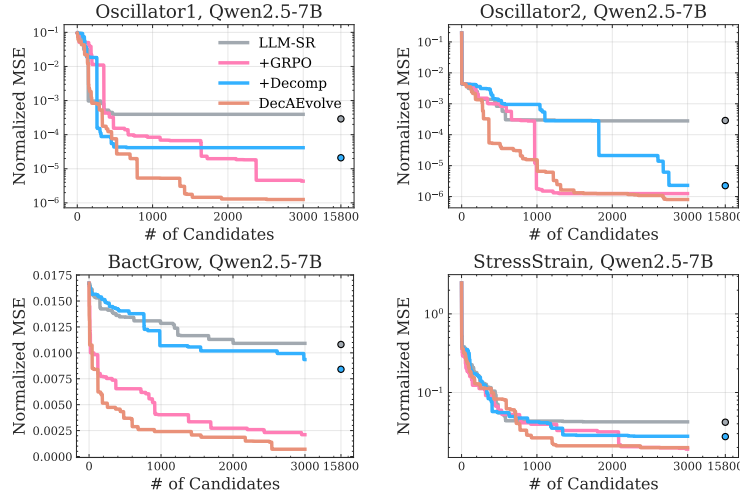 Oscillator1, Qwen2.5-7B
Normalized MSE
10⁻¹
10⁻²
10⁻³
10⁻⁴
10⁻⁵
10⁻⁶
LLM-SR
+GRPO
+Decomp
DecAEvolve
0 1000 2000 3000 15800
# of Candidates
Oscillator2, Qwen2.5-7B
Normalized MSE
10⁻¹
10⁻²
10⁻³
10⁻⁴
10⁻⁵
10⁻⁶
0 1000 2000 3000 15800
# of Candidates
BactGrow, Qwen2.5-7B
Normalized MSE
0.0175
0.0150
0.0125
0.0100
0.0075
0.0050
0.0025
0.0000
0 1000 2000 3000 15800
# of Candidates
StressStrain, Qwen2.5-7B
Normalized MSE
10⁰
10⁻¹
0 1000 2000 3000 15800
# of Candidates